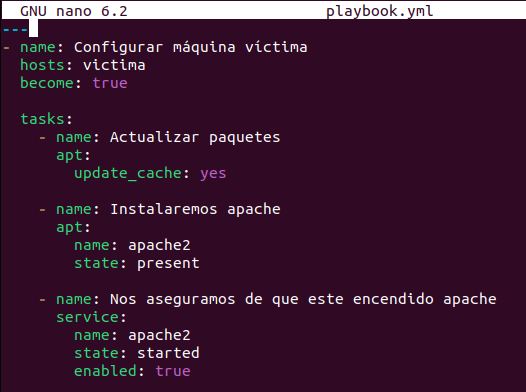 GNU nano 6.2 playbook.yml
---
- name: Configurar máquina víctima
  hosts: victima
  become: true

  tasks:
    - name: Actualizar paquetes
      apt:
        update_cache: yes

    - name: Instalaremos apache
      apt:
        name: apache2
        state: present

    - name: Nos aseguramos de que este encendido apache
      service:
        name: apache2
        state: started
        enabled: true